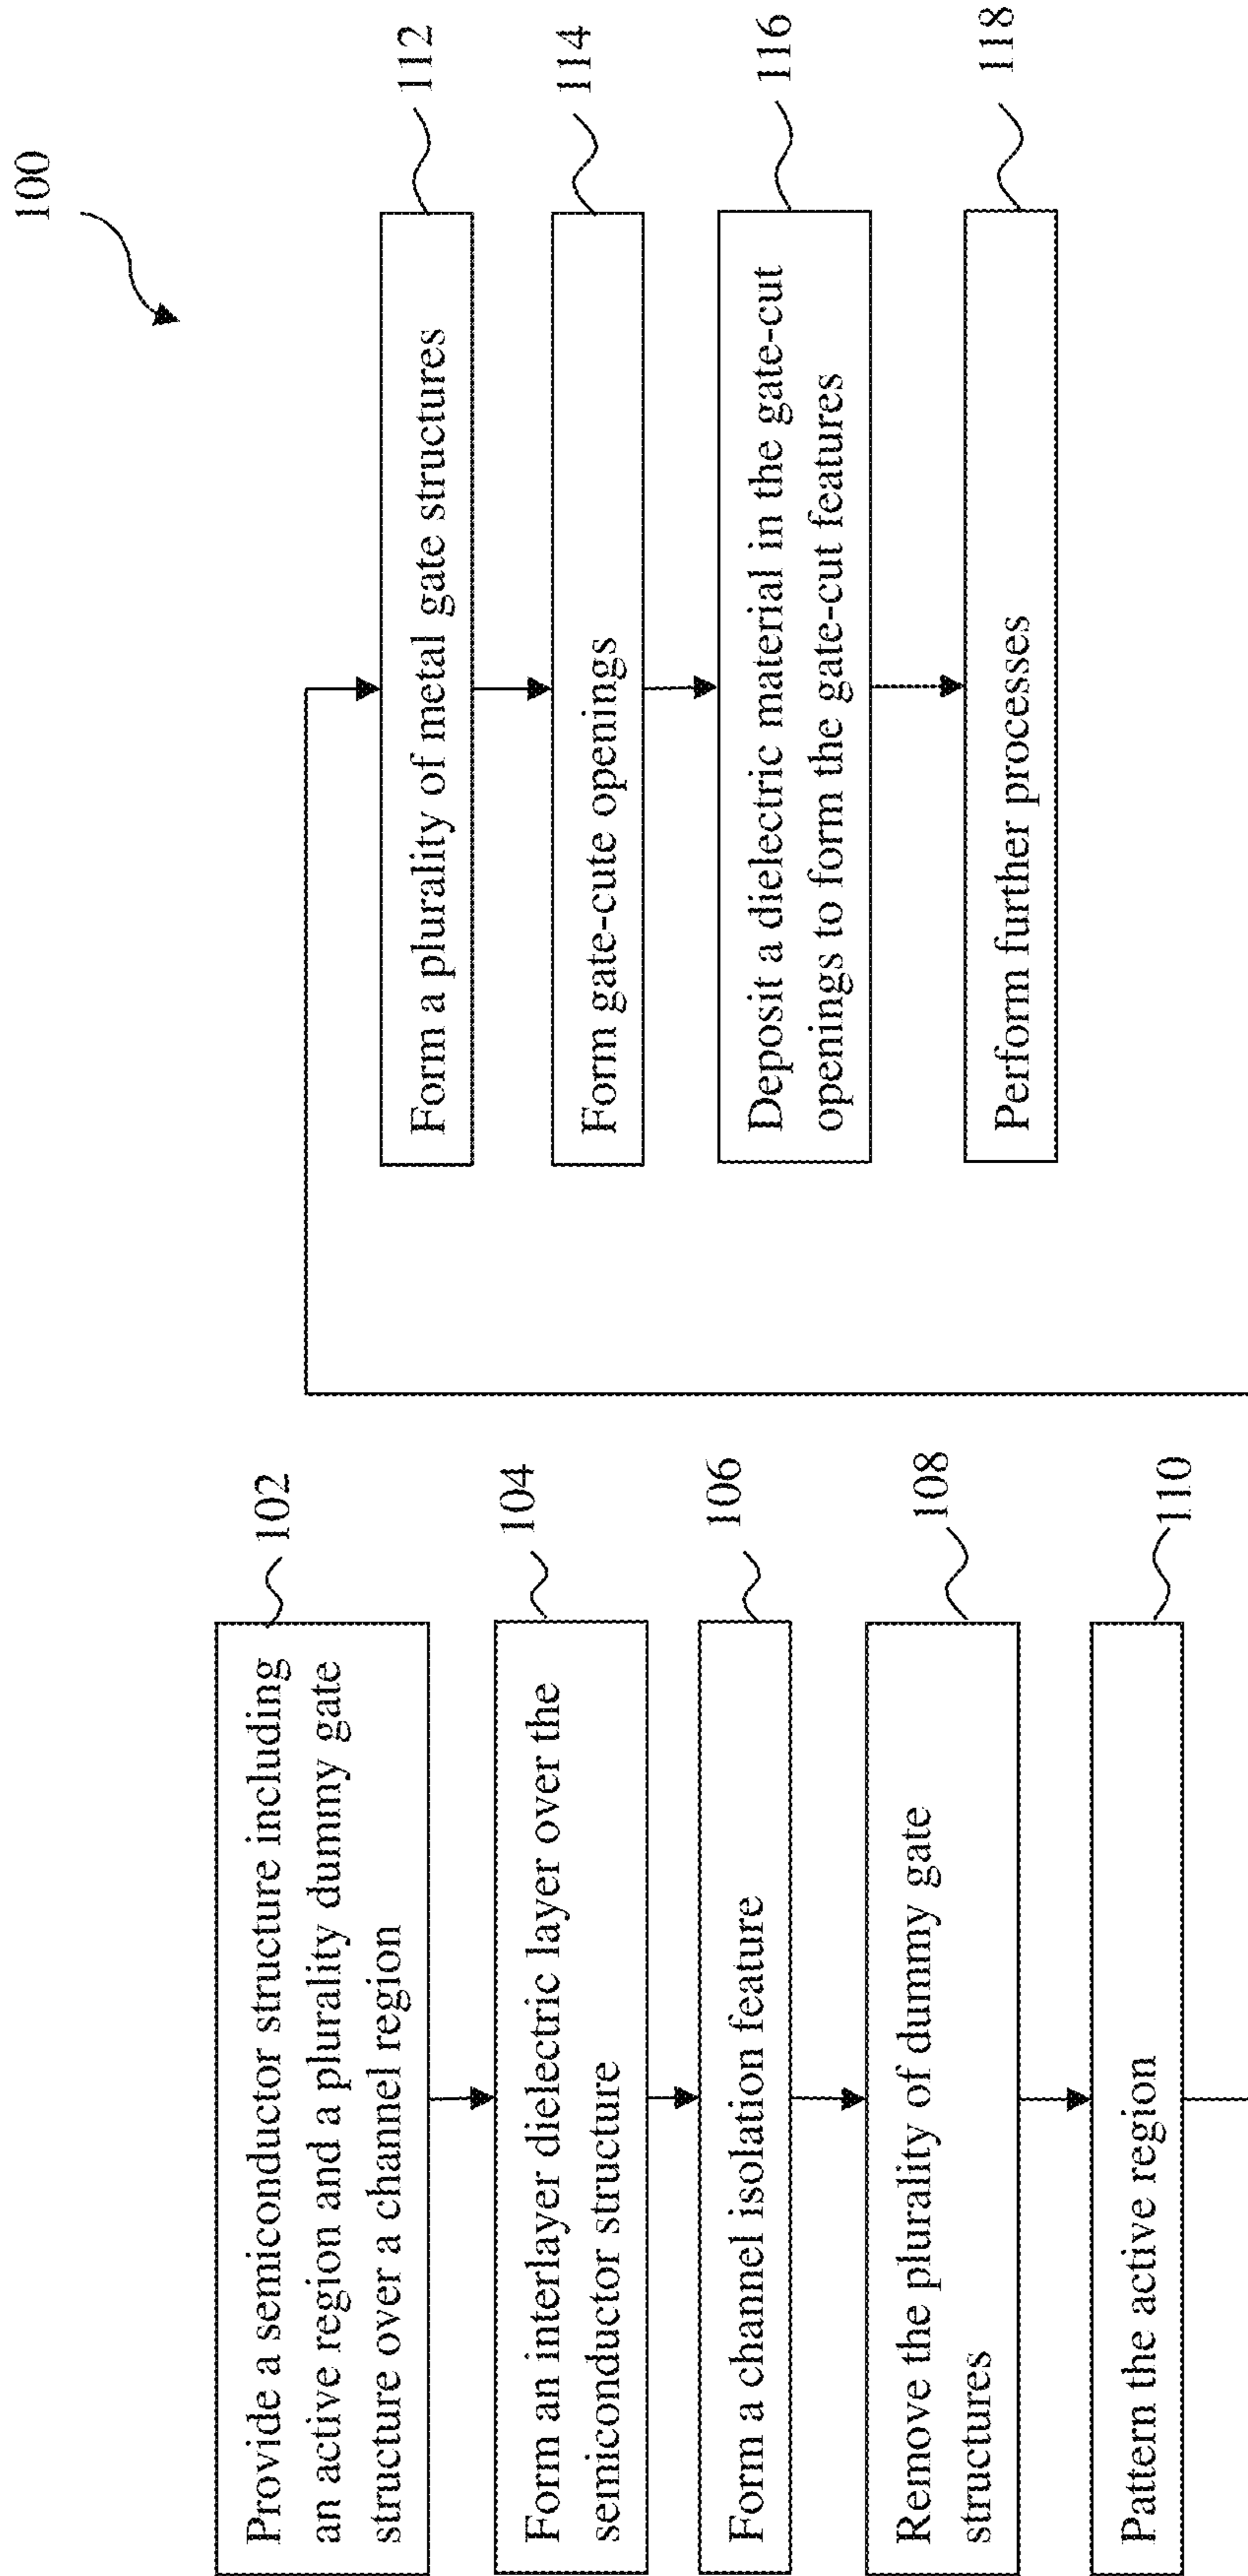 100
Provide a semiconductor structure including
an active region and a plurality dummy gate
structure over a channel region
102
Form an interlayer dielectric layer over the
semiconductor structure
104
Form a channel isolation feature
106
Remove the plurality of dummy gate
structures
108
Pattern the active region
110
Form a plurality of metal gate structures
112
Form gate-cute openings
114
Deposit a dielectric material in the gate-cut
openings to form the gate-cut features
116
Perform further processes
118